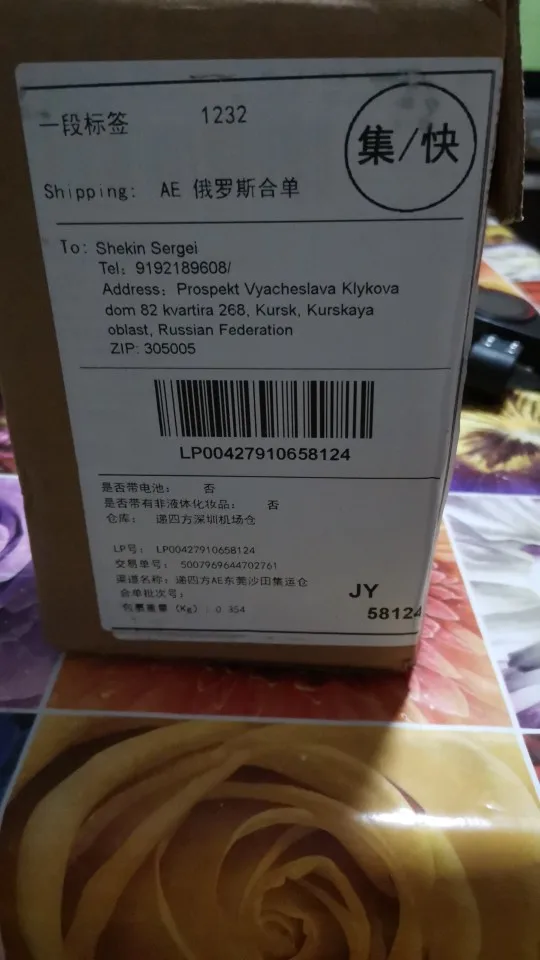 一段标签 1232
集/快
Shipping: AE 俄罗斯合单
To: Shekin Sergei
Tel: 9192189608/
Address: Prospekt Vyacheslava Klykova
dom 82 kvartira 268, Kursk, Kurskaya
oblast, Russian Federation
ZIP: 305005
LP00427910658124
是否带电池: 否
是否带有非液体化妆品: 否
仓库: 递四方深圳机场仓
LP号: LP00427910658124
交易单号: 5007969644702761
渠道名称: 递四方AE东莞沙田集运仓
合单批次号:
JY
包裹重量 (Kg): 0.354
58124